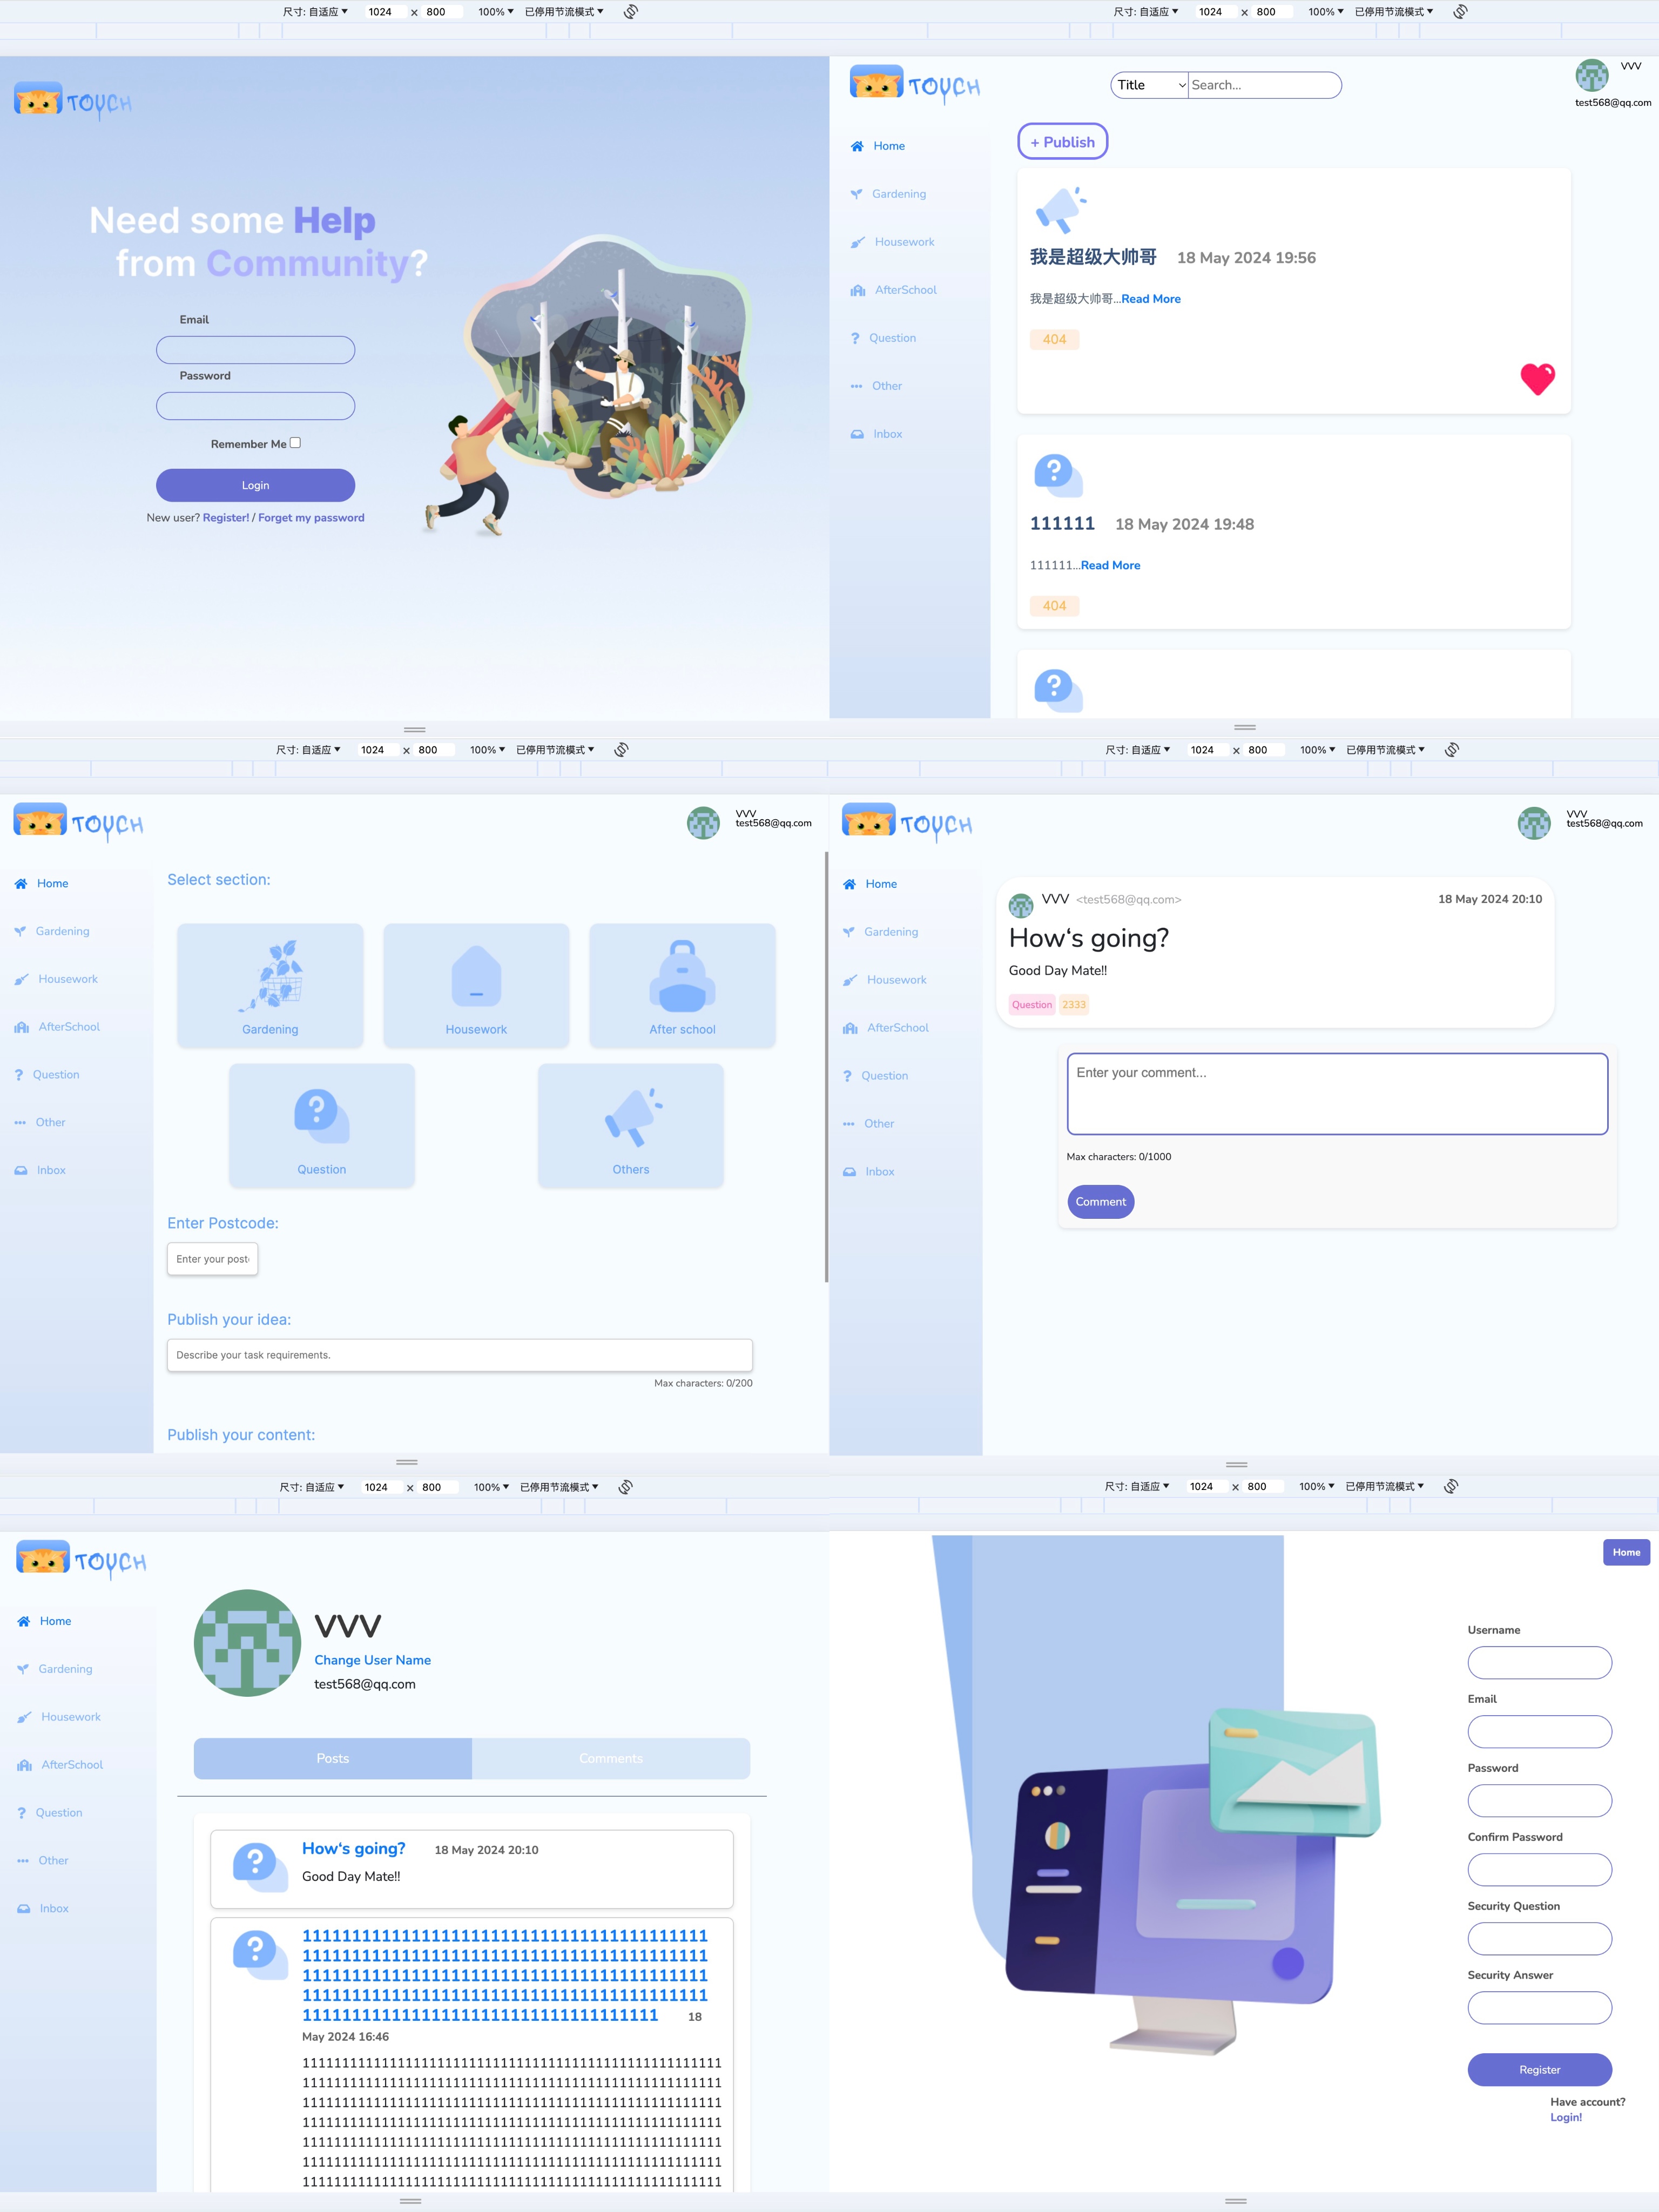 尺寸: 自适应 1024 × 800 100% 已停用节流模式
TOUCH
Need some Help
from Community?
Email
Password
Remember Me
Login
New user? Register! / Forget my password
尺寸: 自适应 1024 × 800 100% 已停用节流模式
TOUCH
Title Search...
VVV
test568@qq.com
Home
Gardening
Housework
AfterSchool
Question
Other
Inbox
+ Publish
我是超级大帅哥 18 May 2024 19:56
我是超级大帅哥...Read More
404
111111 18 May 2024 19:48
111111...Read More
404
尺寸: 自适应 1024 × 800 100% 已停用节流模式
TOUCH
VVV
test568@qq.com
Home
Gardening
Housework
AfterSchool
Question
Other
Inbox
Select section:
Gardening Housework After school
Question Others
Enter Postcode:
Enter your post
Publish your idea:
Describe your task requirements.
Max characters: 0/200
Publish your content:
尺寸: 自适应 1024 × 800 100% 已停用节流模式
TOUCH
VVV
test568@qq.com
Home
Gardening
Housework
AfterSchool
Question
Other
Inbox
VVV <test568@qq.com> 18 May 2024 20:10
How‘s going?
Good Day Mate!!
Question 2333
Enter your comment...
Max characters: 0/1000
Comment
尺寸: 自适应 1024 × 800 100% 已停用节流模式
TOUCH
Home
Gardening
Housework
AfterSchool
Question
Other
Inbox
VVV
Change User Name
test568@qq.com
Posts Comments
How‘s going? 18 May 2024 20:10
Good Day Mate!!
18
May 2024 16:46
尺寸: 自适应 1024 × 800 100% 已停用节流模式
Home
Username
Email
Password
Confirm Password
Security Question
Security Answer
Register
Have account?
Login!